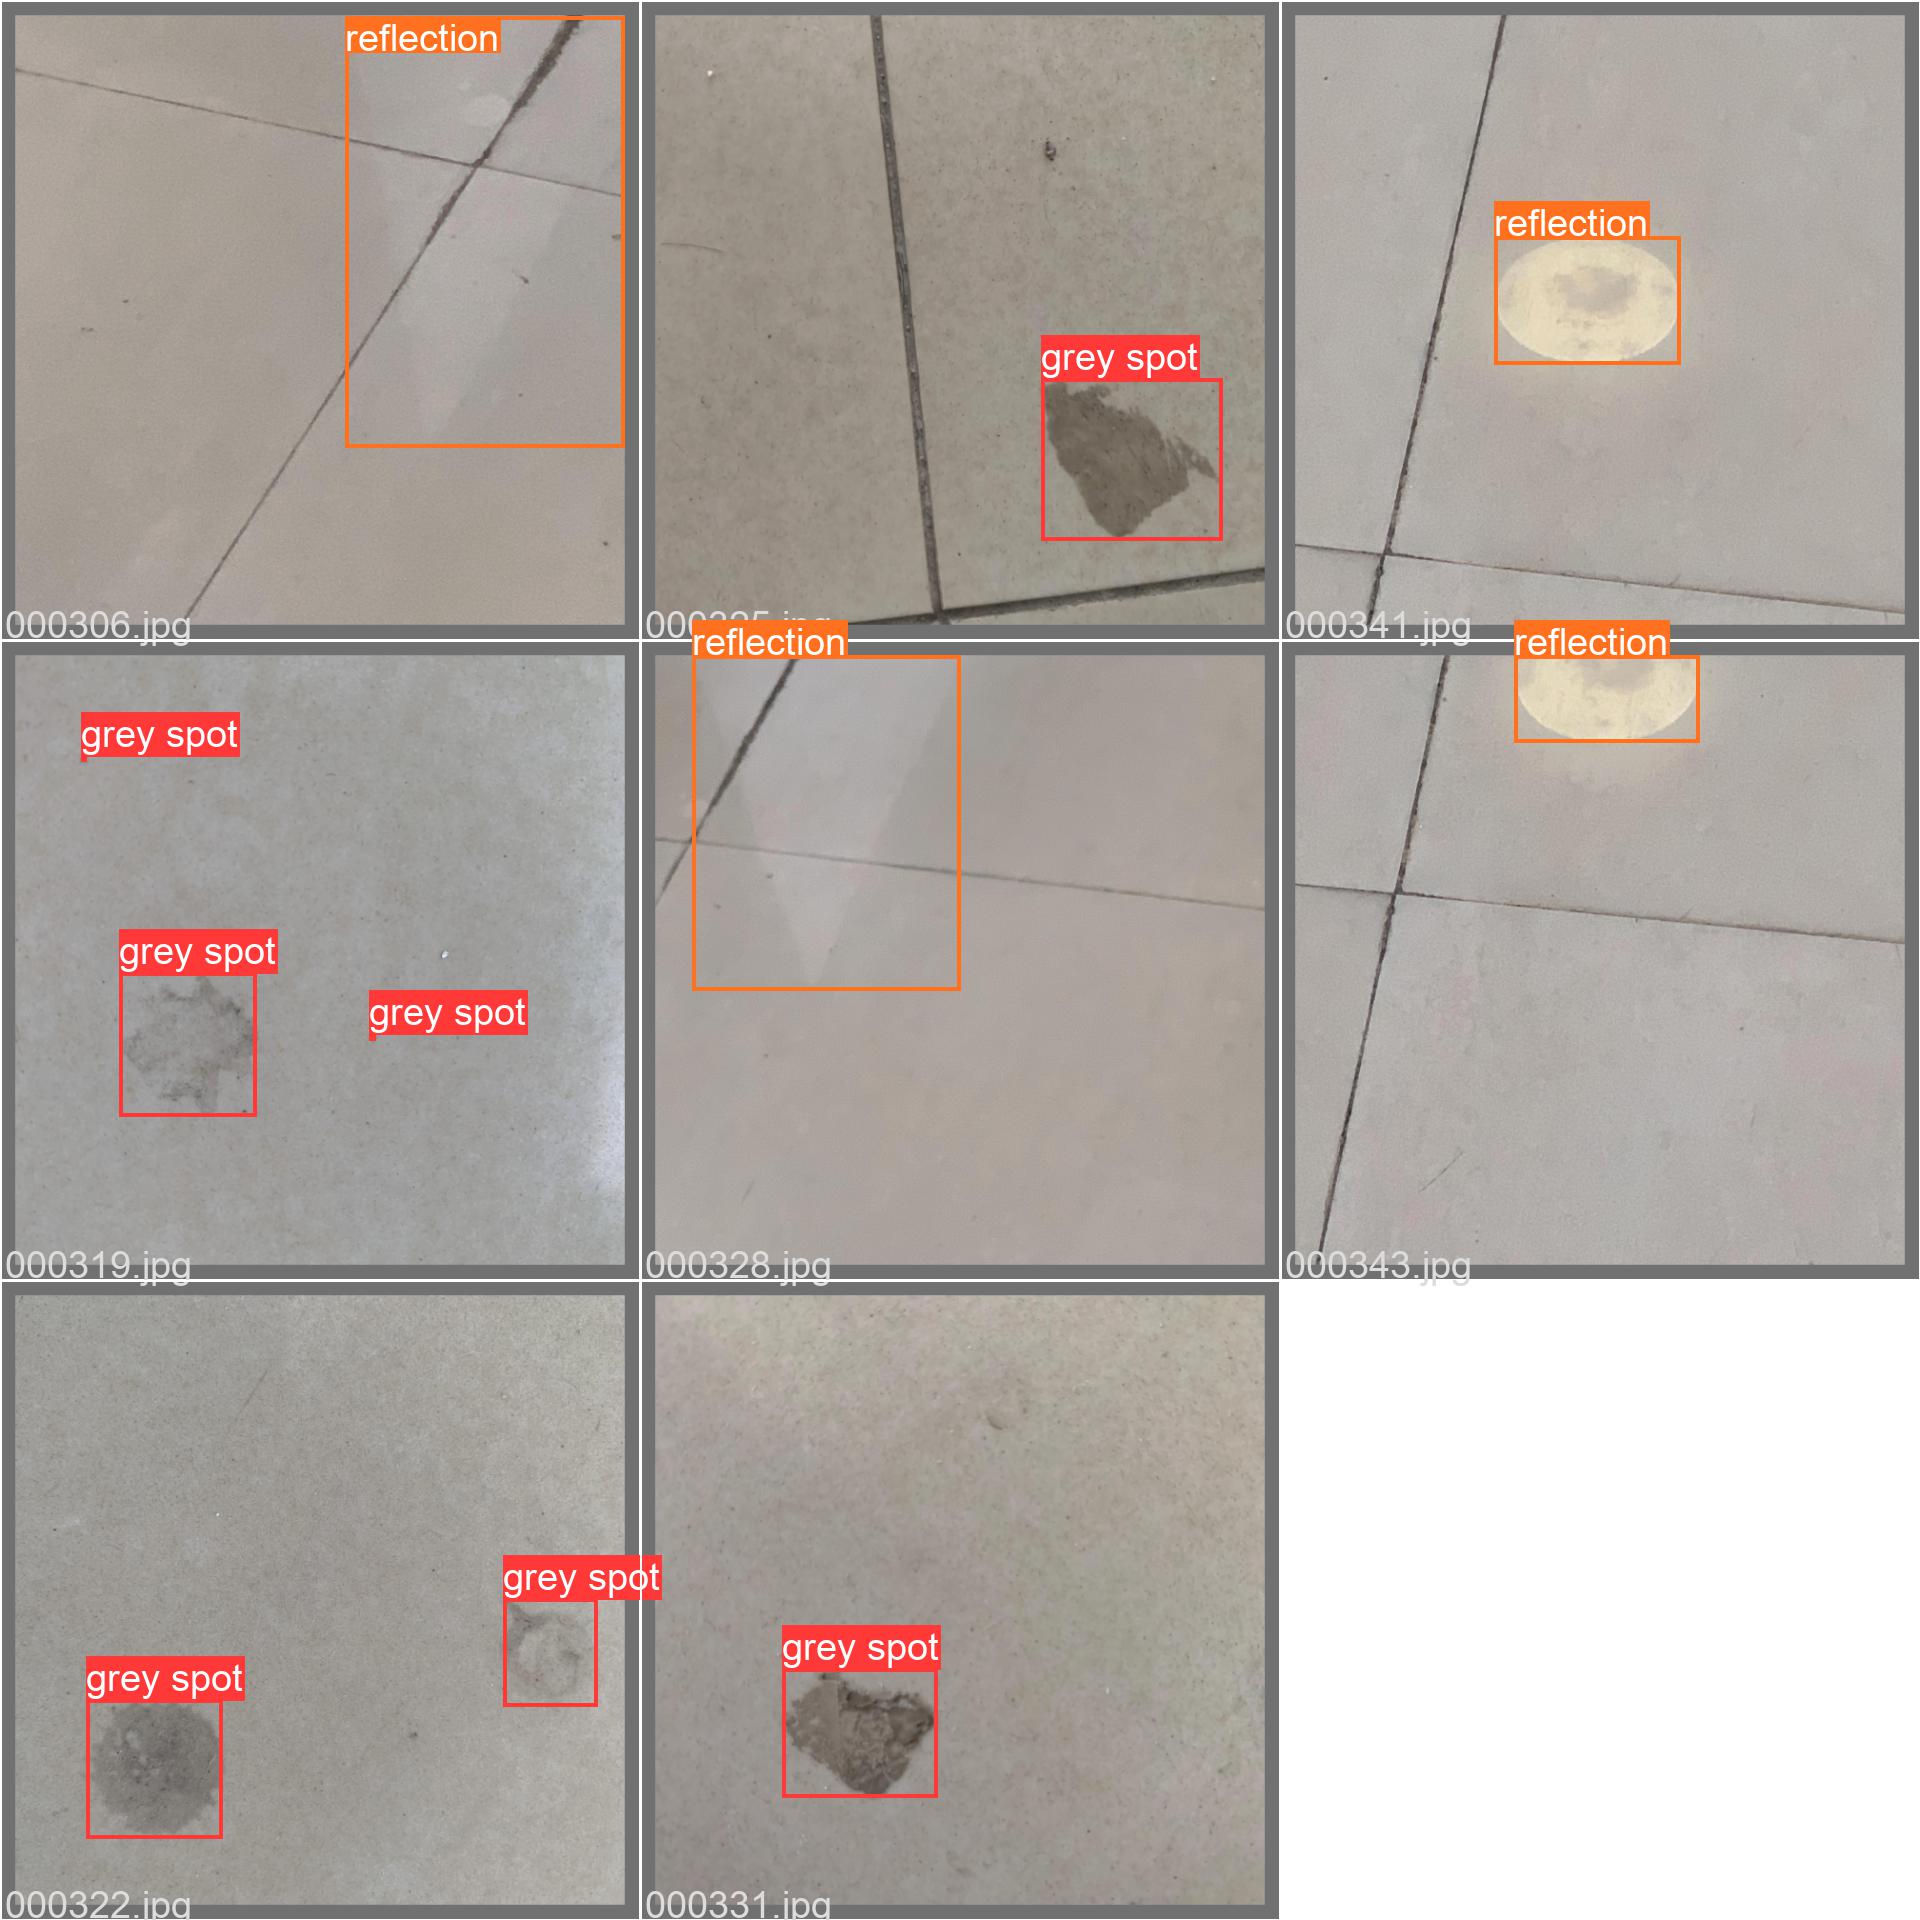 reflection
000306.jpg
grey spot
reflection
000341.jpg
grey spot
grey spot
grey spot
000319.jpg
reflection
000328.jpg
reflection
000343.jpg
grey spot
grey spot
000322.jpg
grey spot
000331.jpg